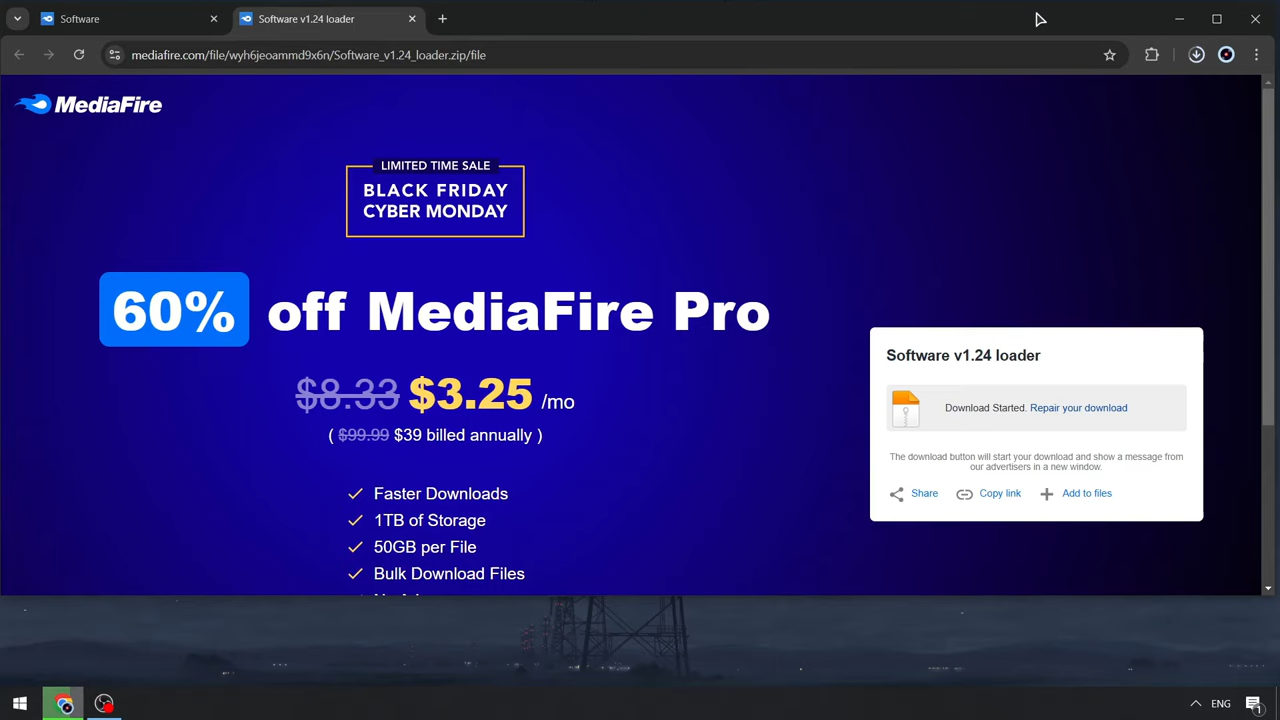 Software
Software v1.24 loader
mediafire.com/file/wyh6jeoammd9x6n/Software_v1.24_loader.zip/file
MediaFire
LIMITED TIME SALE
BLACK FRIDAY
CYBER MONDAY
60% off MediaFire Pro
$8.33 $3.25 /mo
( $99.99 $39 billed annually )
Faster Downloads
1TB of Storage
50GB per File
Bulk Download Files
Software v1.24 loader
Download Started. Repair your download
The download button will start your download and show a message from
our advertisers in a new window.
Share
Copy link
Add to files
ENG
1